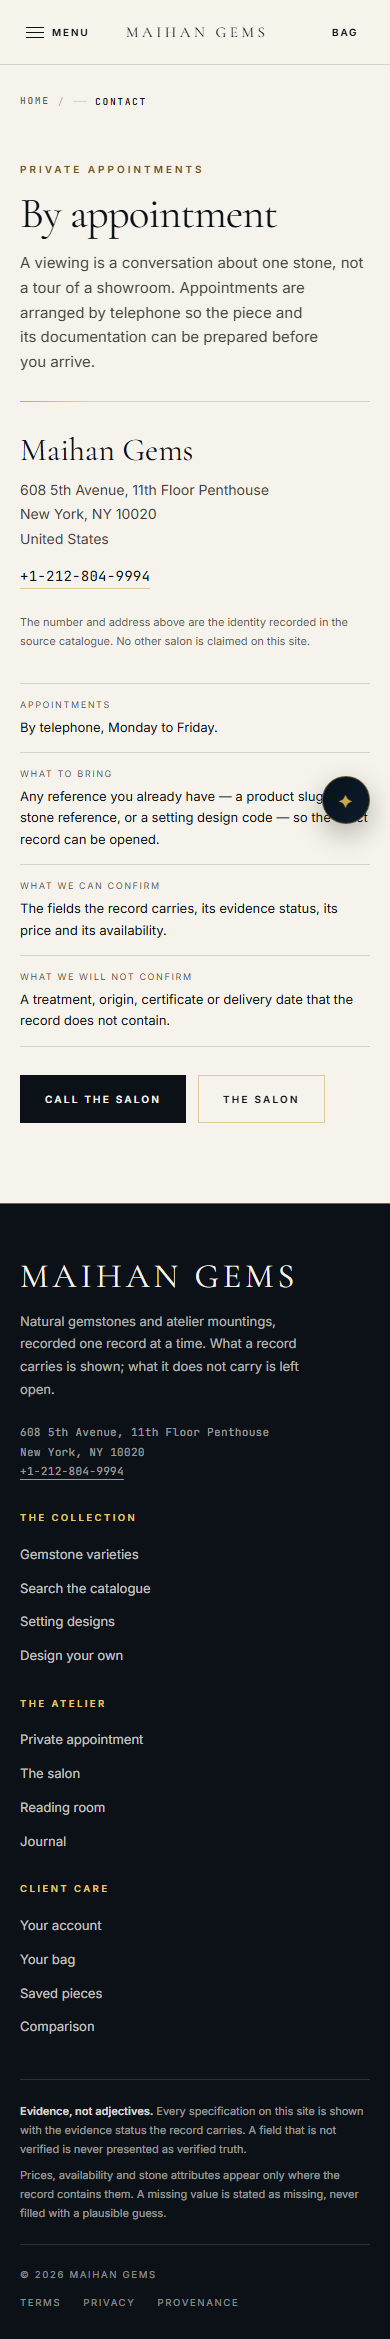 MENU
MAIHAN GEMS
BAG
HOME / — CONTACT
PRIVATE APPOINTMENTS
By appointment
A viewing is a conversation about one stone, not
a tour of a showroom. Appointments are
arranged by telephone so the piece and
its documentation can be prepared before
you arrive.
Maihan Gems
608 5th Avenue, 11th Floor Penthouse
New York, NY 10020
United States
+1-212-804-9994
The number and address above are the identity recorded in the
source catalogue. No other salon is claimed on this site.
APPOINTMENTS
By telephone, Monday to Friday.
WHAT TO BRING
Any reference you already have — a product slug
stone reference, or a setting design code — so the
record can be opened.
WHAT WE CAN CONFIRM
The fields the record carries, its evidence status, its
price and its availability.
WHAT WE WILL NOT CONFIRM
A treatment, origin, certificate or delivery date that the
record does not contain.
CALL THE SALON
THE SALON
MAIHAN GEMS
Natural gemstones and atelier mountings,
recorded one record at a time. What a record
carries is shown; what it does not carry is left
open.
608 5th Avenue, 11th Floor Penthouse
New York, NY 10020
+1-212-804-9994
THE COLLECTION
Gemstone varieties
Search the catalogue
Setting designs
Design your own
THE ATELIER
Private appointment
The salon
Reading room
Journal
CLIENT CARE
Your account
Your bag
Saved pieces
Comparison
Evidence, not adjectives. Every specification on this site is shown
with the evidence status the record carries. A field that is not
verified is never presented as verified truth.
Prices, availability and stone attributes appear only where the
record contains them. A missing value is stated as missing, never
filled with a plausible guess.
© 2026 MAIHAN GEMS
TERMS PRIVACY PROVENANCE